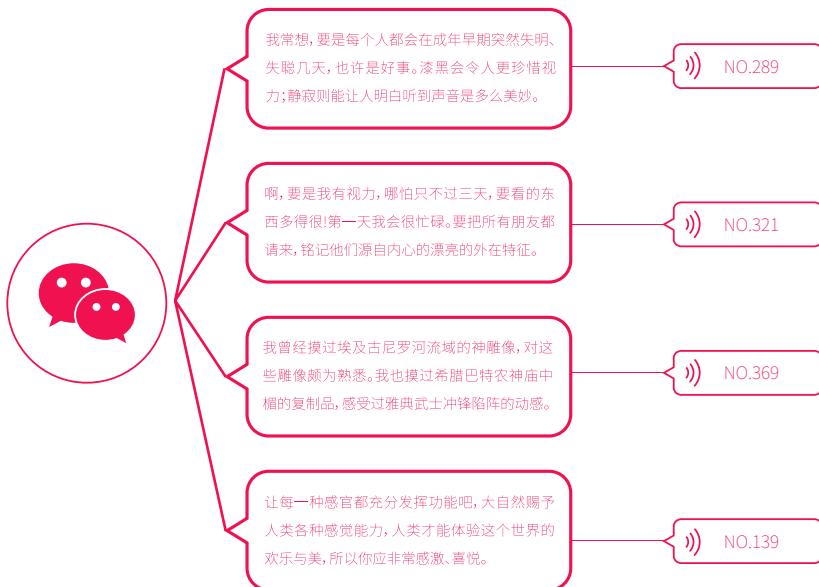 我常想，要是每个人都会在成年早期突然失明、
失聪几天，也许是好事。漆黑会令人更珍惜视
力；静寂则能让人明白听到声音是多么美妙。
NO.289
啊，要是我有视力，哪怕只不过三天，要看的东
西多得很！第一天我会很忙碌。要把所有朋友都
请来，铭记他们源自内心的漂亮的外在特征。
NO.321
我曾经摸过埃及古尼罗河流域的神雕像，对这
些雕像颇为熟悉。我也摸过希腊巴特农神庙中
楣的复制品，感受过雅典武士冲锋陷阵的动感。
NO.369
让每一种感官都充分发挥功能吧，大自然赐予
人类各种感觉能力，人类才能体验这个世界的
欢乐与美，所以你应非常感激、喜悦。
NO.139